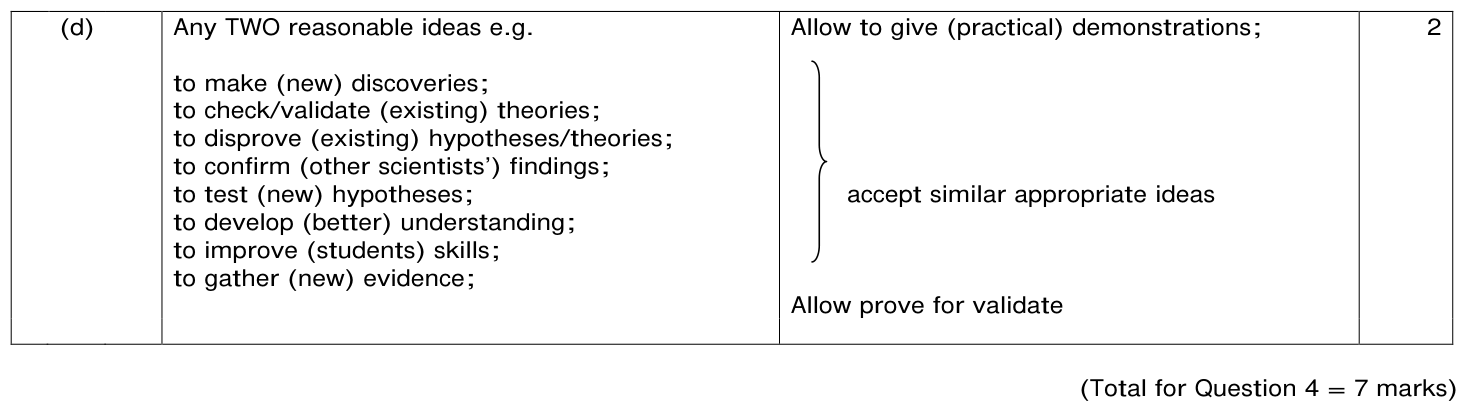 (d) Any TWO reasonable ideas e.g. Allow to give (practical) demonstrations; 2
to make (new) discoveries;
to check/validate (existing) theories;
to disprove (existing) hypotheses/theories;
to confirm (other scientists’) findings;
to test (new) hypotheses;
accept similar appropriate ideas
to develop (better) understanding;
to improve (students) skills;
to gather (new) evidence;
Allow prove for validate
(Total for Question 4 = 7 marks)